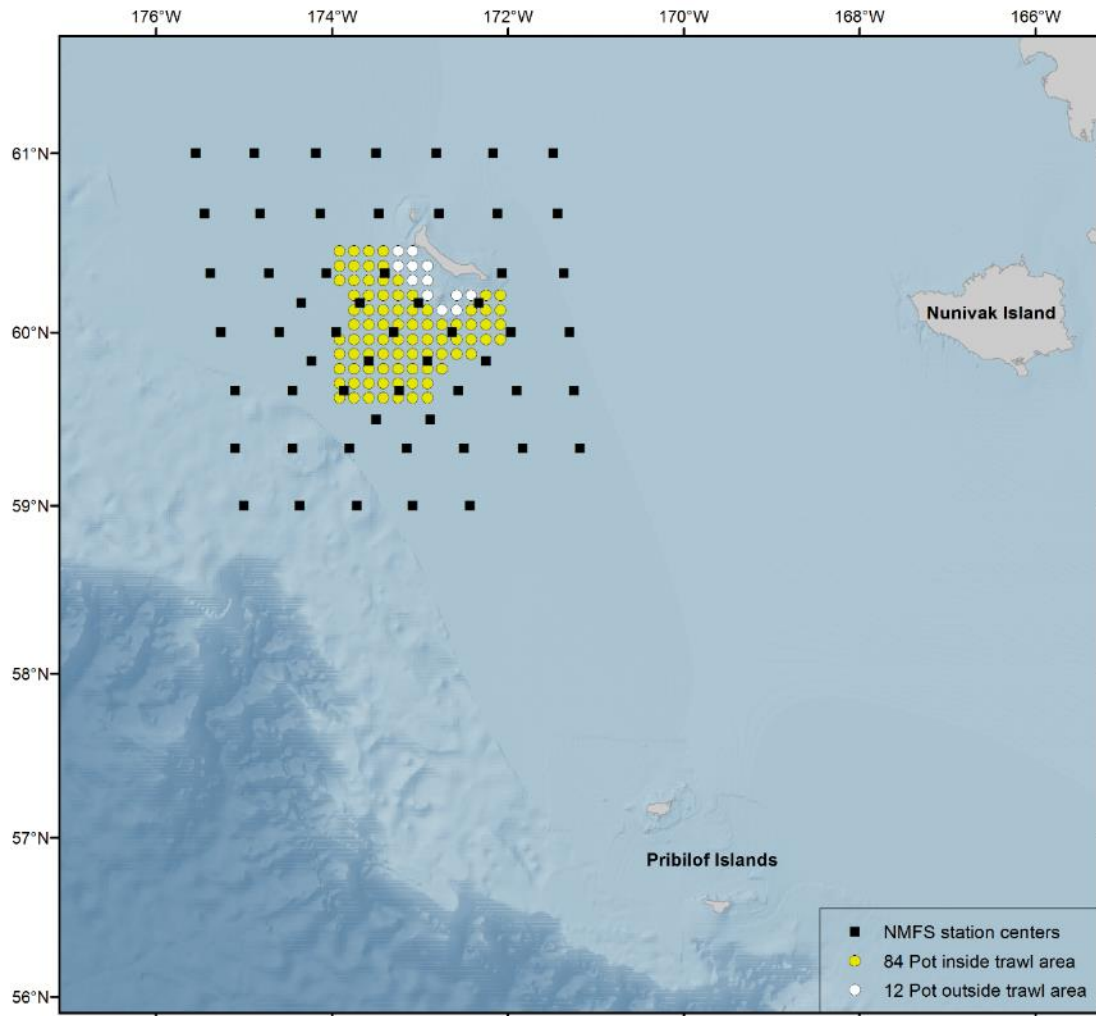 176°W 174°W 172°W 170°W 168°W 166°W
61°N
60°N
Nunivak Island
59°N
58°N
57°N
Pribilof Islands
NMFS station centers
84 Pot inside trawl area
12 Pot outside trawl area
56°N